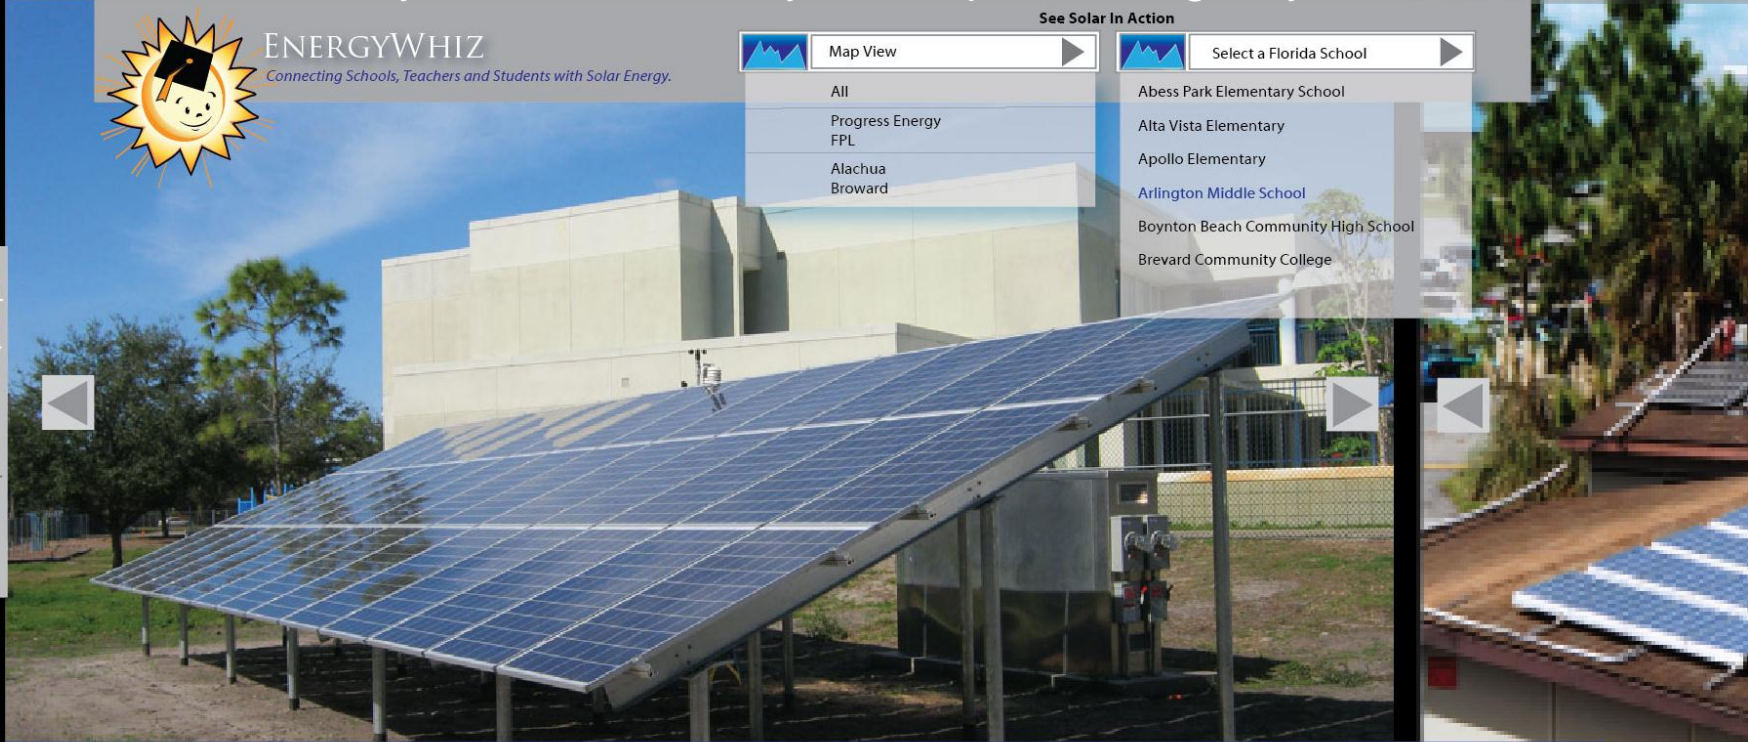 See Solar In Action
ENERGYWHIZ
Connecting Schools, Teachers and Students with Solar Energy.
Map View
All
Progress Energy
FPL
Alachua
Broward
Select a Florida School
Abess Park Elementary School
Alta Vista Elementary
Apollo Elementary
Arlington Middle School
Boynton Beach Community High School
Brevard Community College